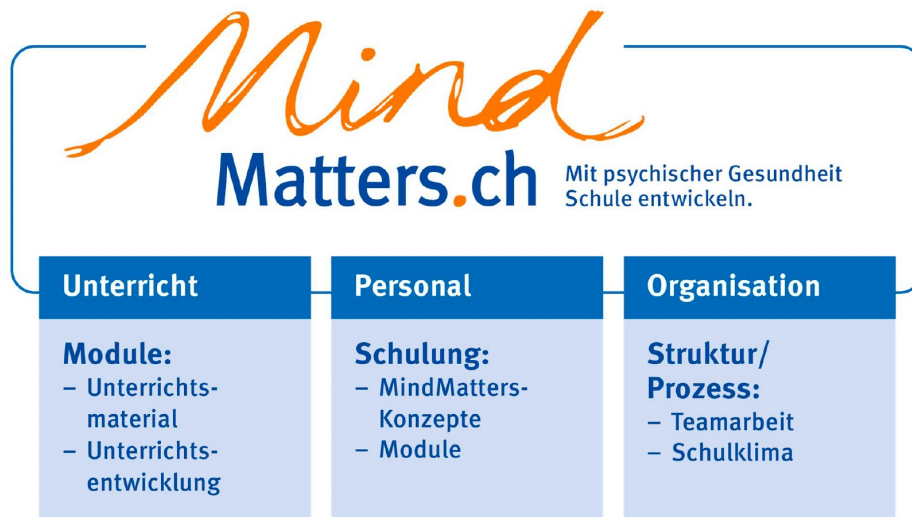 Mind
Matters.ch
Mit psychischer Gesundheit
Schule entwickeln.
Unterricht
Module:
– Unterrichts-
material
– Unterrichts-
entwicklung
Personal
Schulung:
– MindMatters-
Konzepte
– Module
Organisation
Struktur/
Prozess:
– Teamarbeit
– Schulklima